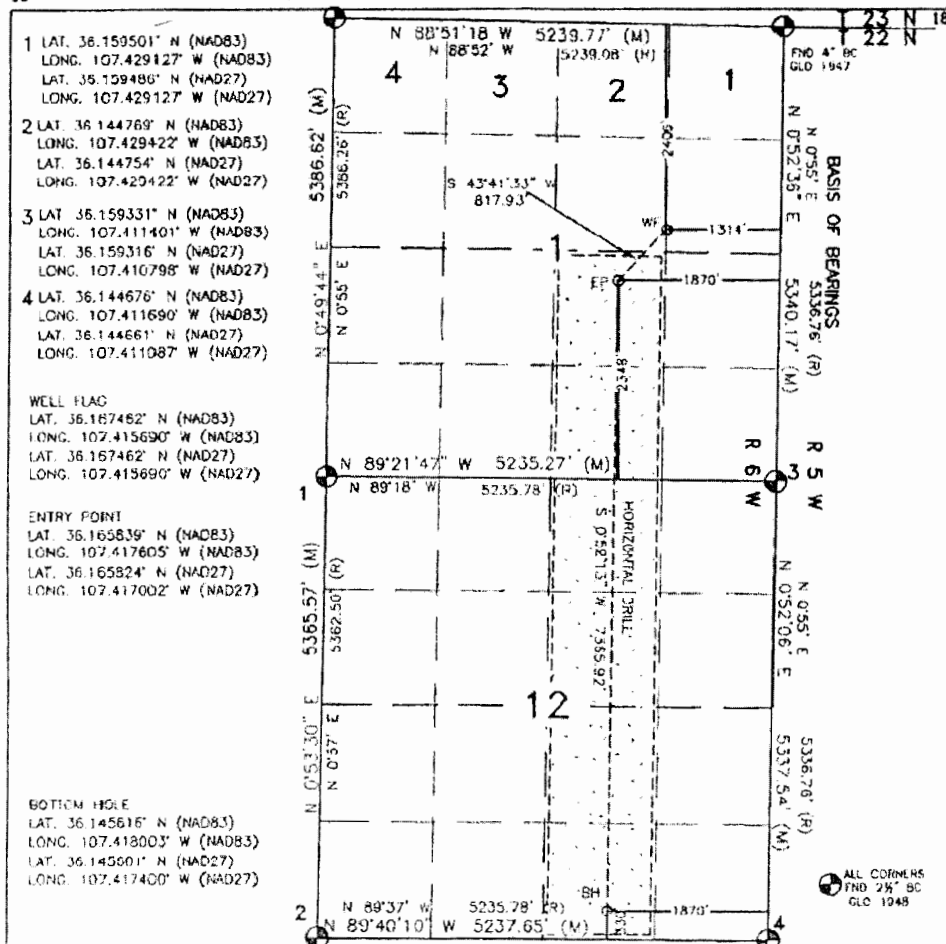 1 LAT. 36.159501° N (NAD83)
LONG. 107.429127° W (NAD83)
LAT. 36.159486° N (NAD27)
LONG. 107.429127° W (NAD27)
2 LAT. 36.144769° N (NAD83)
LONG. 107.429422° W (NAD83)
LAT. 36.144754° N (NAD27)
LONG. 107.429422° W (NAD27)
3 LAT. 36.159331° N (NAD83)
LONG. 107.411401° W (NAD83)
LAT. 36.159316° N (NAD27)
LONG. 107.410798° W (NAD27)
4 LAT. 36.144676° N (NAD83)
LONG. 107.411690° W (NAD83)
LAT. 36.144661° N (NAD27)
LONG. 107.411087° W (NAD27)
WELL FLAG
LAT. 36.167462° N (NAD83)
LONG. 107.415690° W (NAD83)
LAT. 36.167462° N (NAD27)
LONG. 107.415690° W (NAD27)
ENTRY POINT
LAT. 36.165839° N (NAD83)
LONG. 107.417605° W (NAD83)
LAT. 36.165824° N (NAD27)
LONG. 107.417002° W (NAD27)
BOTTOM HOLE
LAT. 36.145616° N (NAD83)
LONG. 107.418003° W (NAD83)
LAT. 36.145601° N (NAD27)
LONG. 107.417400° W (NAD27)
N 88°51'18 W 5239.77' (M)
N 88°52' W 5239.08' (R)
T 23 N 18
22 N
FND 4" BC
GLO 1947
4 3 2 1
5386.62' (M)
5386.26' (R)
N 0°49'44" E
N 0°55' E
S 43°41'33" W
817.93'
2406'
WF
1314'
1
EP
1870'
2348'
N 0°55' E
N 0°52'36" E
BASIS OF BEARINGS
5336.76' (R)
5340.17' (M)
R 6 W
R 5 W
N 89°21'47" W 5235.27' (M)
N 89°18' W 5235.78' (R)
1
3
HORIZONTAL DRILL
S 0°52'13" W
5365.57' (M)
5362.50' (R)
N 0°53'30" E
N 0°57' E
12
N 0°55' E
N 0°52'06" E
5336.76' (R)
5337.54' (M)
BH
1870'
2
N 89°37' W 5235.78' (R)
N 89°40'10" W 5237.65' (M)
4
ALL CORNERS
FND 2½" BC
GLO 1948